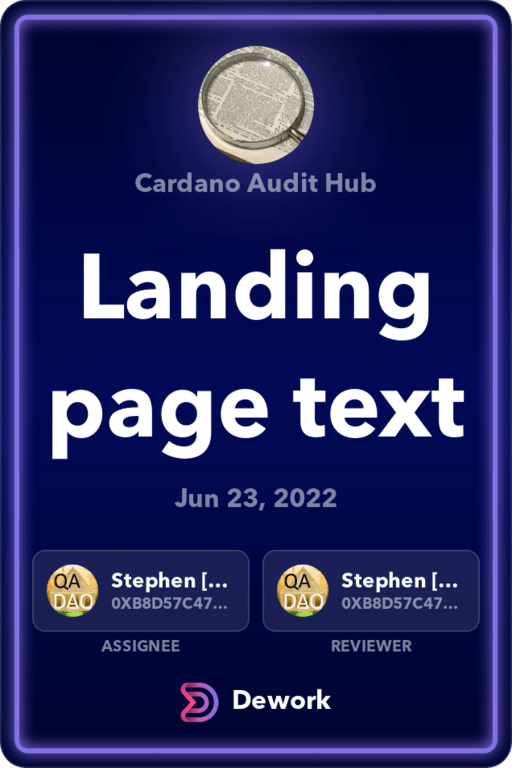 Cardano Audit Hub
Landing
page text
Jun 23, 2022
QA
DAO
Stephen [...
0XB8D57C47...
ASSIGNEE
QA
DAO
Stephen [...
0XB8D57C47...
REVIEWER
Dework